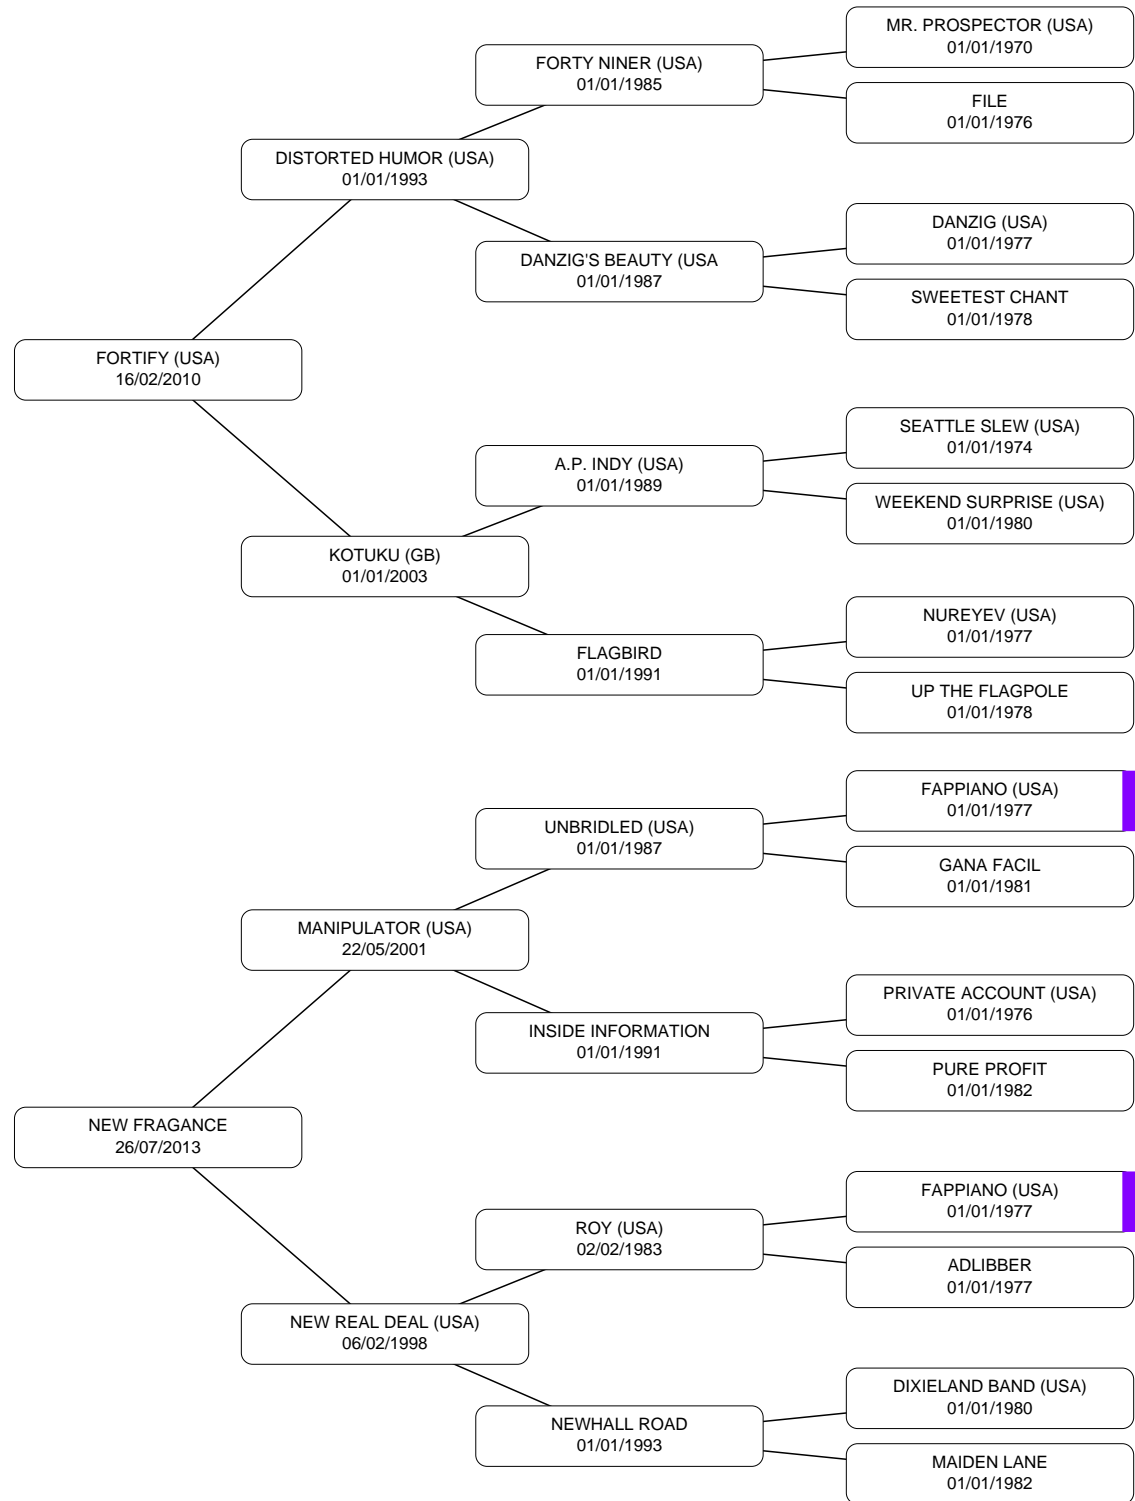 MR. PROSPECTOR (USA)
01/01/1970
FORTY NINER (USA)
01/01/1985
FILE
01/01/1976
DISTORTED HUMOR (USA)
01/01/1993
DANZIG (USA)
01/01/1977
DANZIG'S BEAUTY (USA
01/01/1987
SWEETEST CHANT
01/01/1978
FORTIFY (USA)
16/02/2010
SEATTLE SLEW (USA)
01/01/1974
A.P. INDY (USA)
01/01/1989
WEEKEND SURPRISE (USA)
01/01/1980
KOTUKU (GB)
01/01/2003
NUREYEV (USA)
01/01/1977
FLAGBIRD
01/01/1991
UP THE FLAGPOLE
01/01/1978
FAPPIANO (USA)
01/01/1977
UNBRIDLED (USA)
01/01/1987
GANA FACIL
01/01/1981
MANIPULATOR (USA)
22/05/2001
PRIVATE ACCOUNT (USA)
01/01/1976
INSIDE INFORMATION
01/01/1991
PURE PROFIT
01/01/1982
NEW FRAGANCE
26/07/2013
FAPPIANO (USA)
01/01/1977
ROY (USA)
02/02/1983
ADLIBBER
01/01/1977
NEW REAL DEAL (USA)
06/02/1998
DIXIELAND BAND (USA)
01/01/1980
NEWHALL ROAD
01/01/1993
MAIDEN LANE
01/01/1982